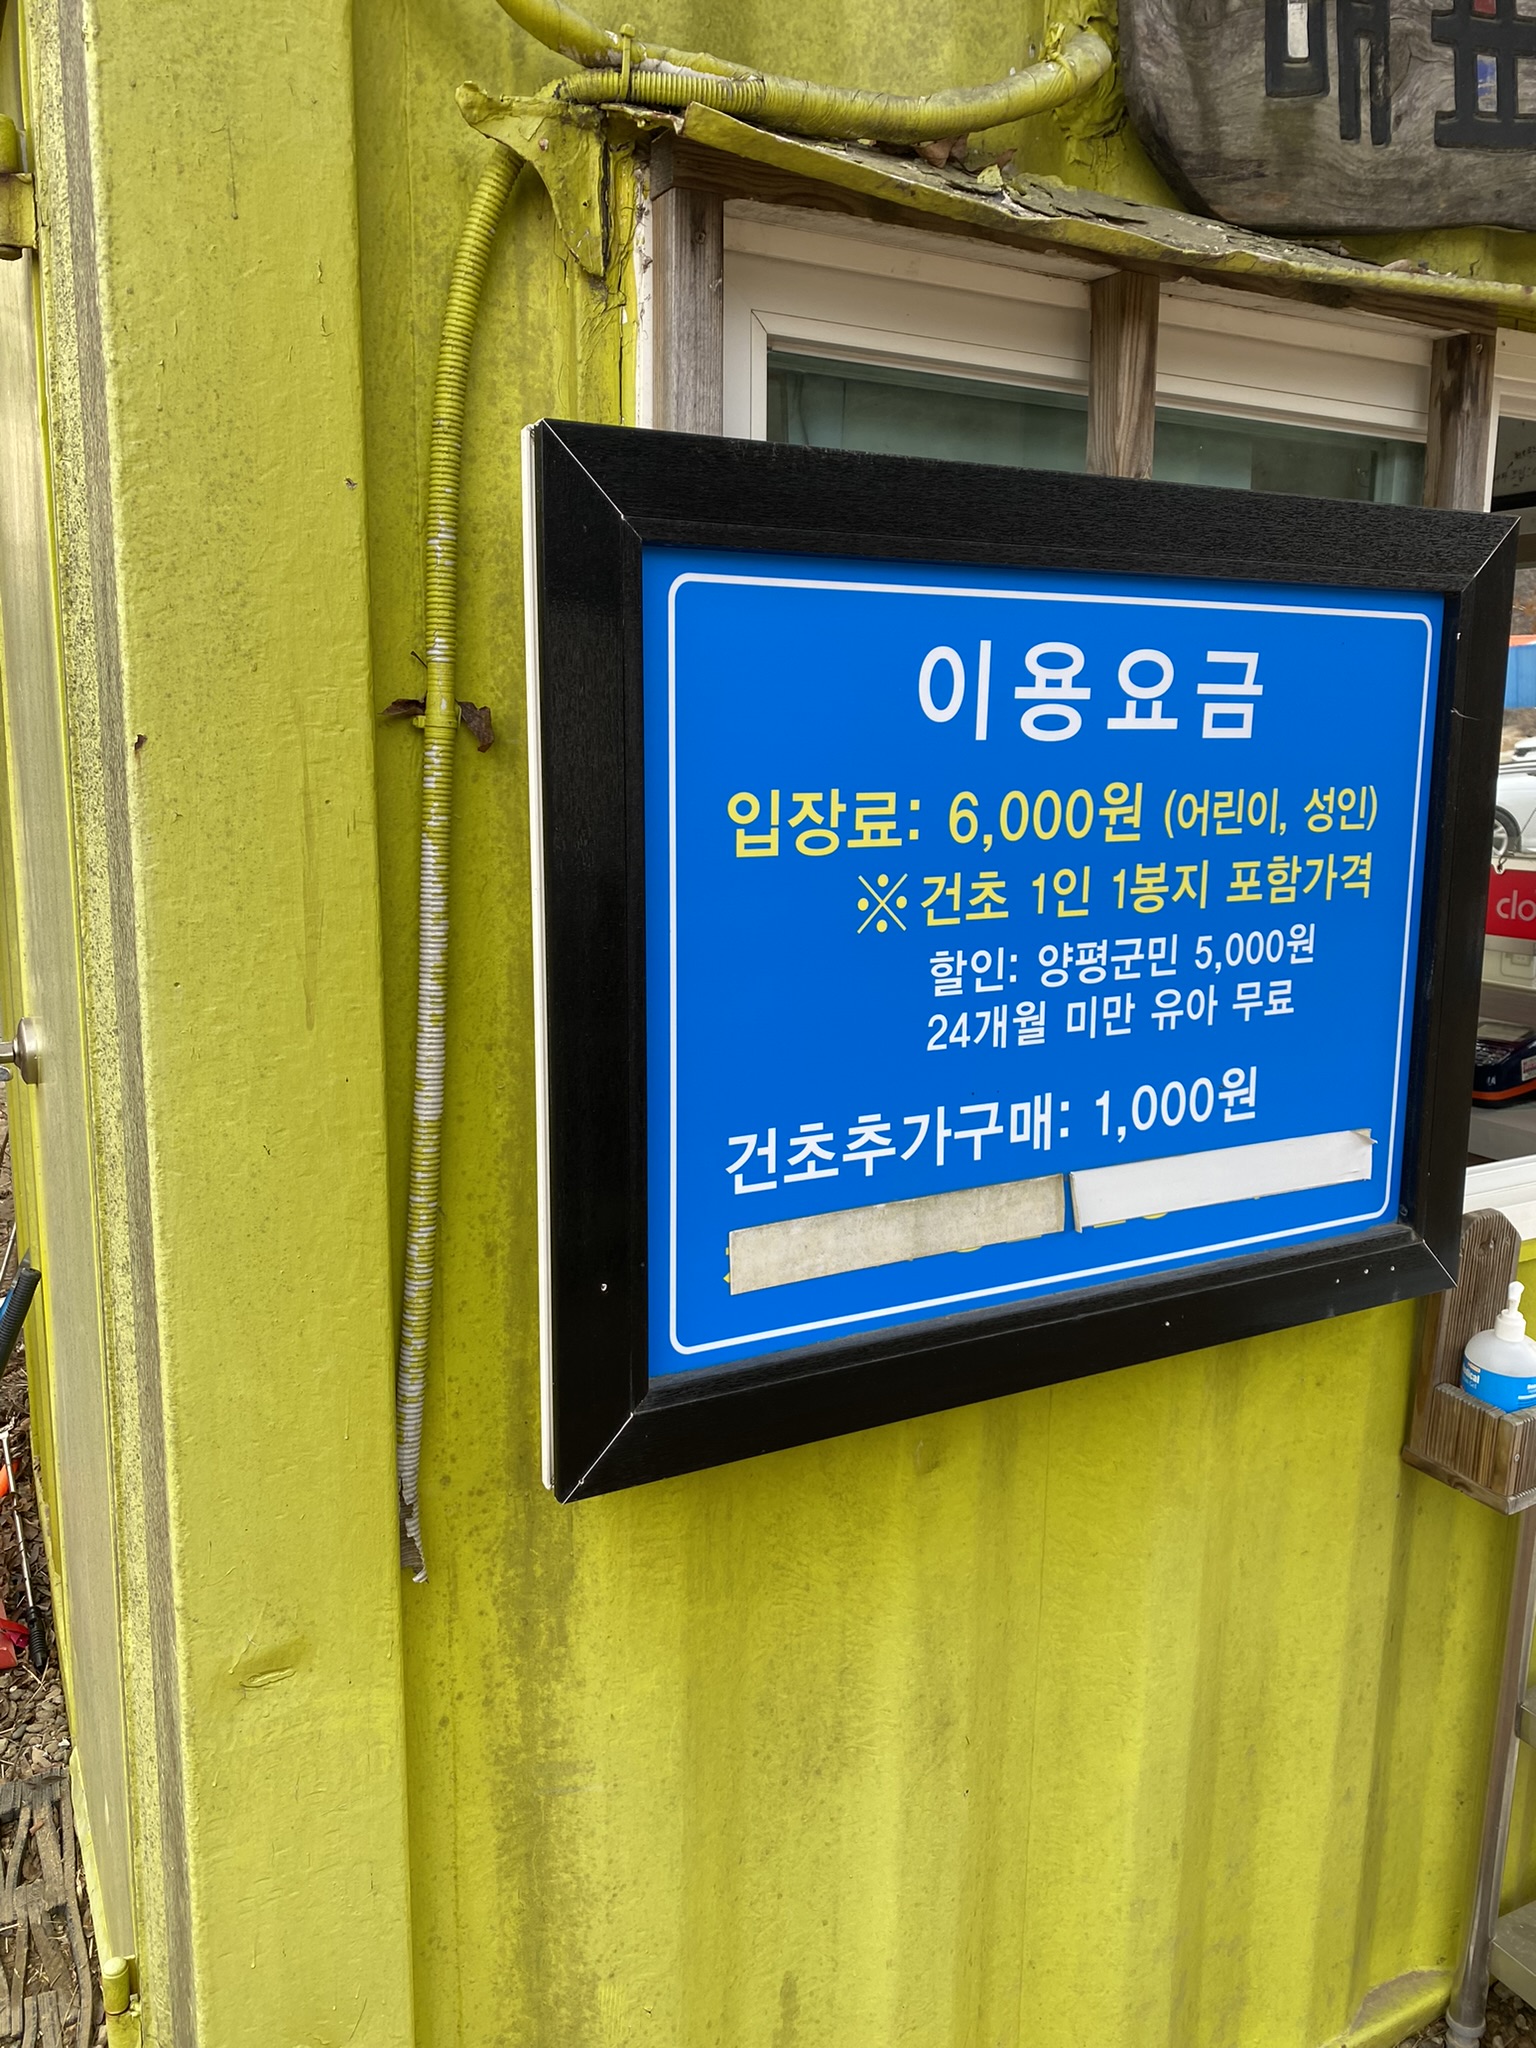 매표
이용요금
입장료: 6,000원 (어린이, 성인)
※건초 1인 1봉지 포함가격
할인: 양평군민 5,000원
24개월 미만 유아 무료
건초추가구매: 1,000원